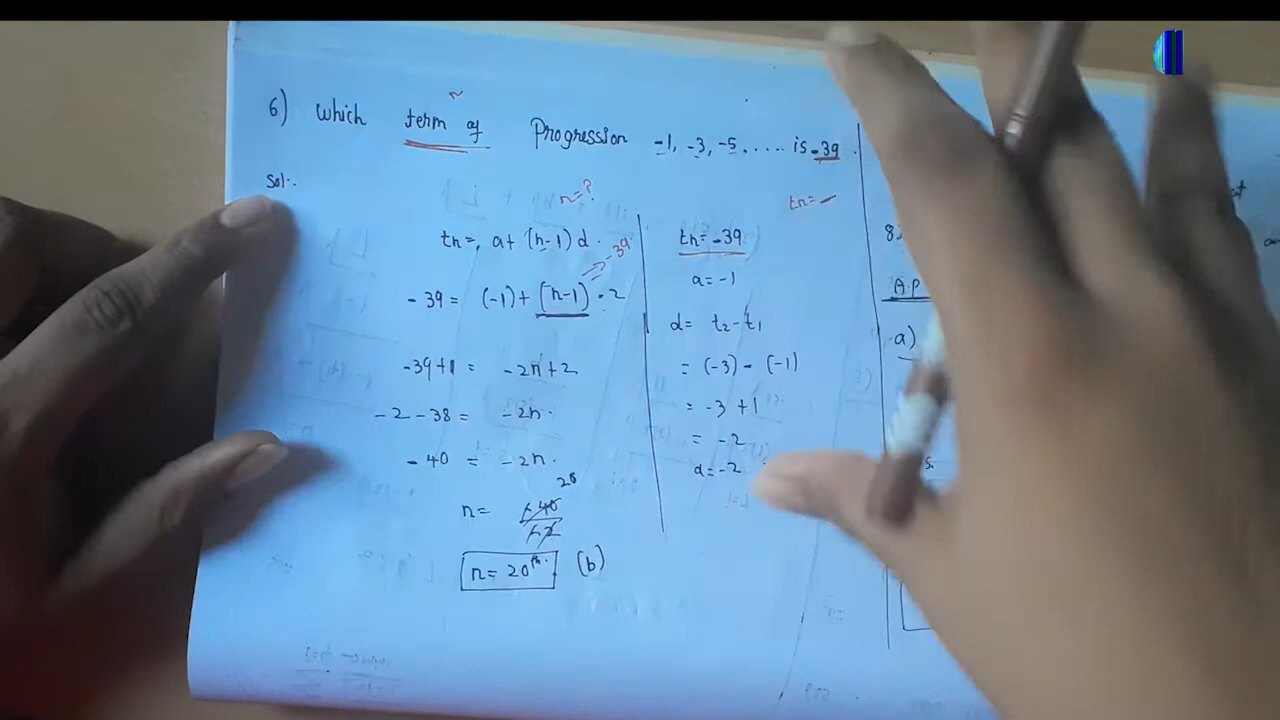 6) Which term of Progression -1, -3, -5, .... is -39.
Sol:.
n=?
tn=
tn = a + (n-1) d.
-39
-39 = (-1) + (n-1) . 2
-39+1 = -2n+2
-2-38 = -2n.
-40 = -2n.
20
n= -40
-2
n= 20th. (b)
tn=-39
a=-1
d= t2-t1
= (-3) - (-1)
= -3 +1
= -2
d=-2
8)
A.P
a)